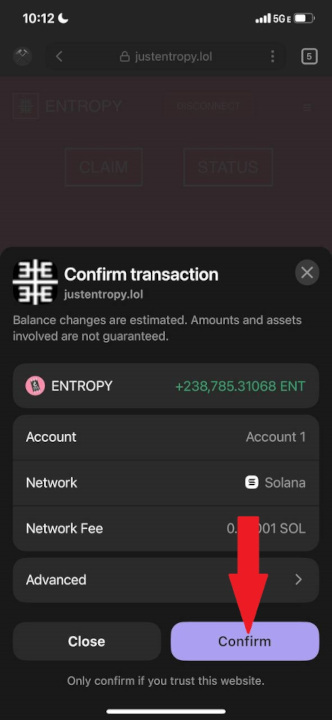 10:12
5G E
justentropy.lol
5
ENTROPY
DISCONNECT
CLAIM
STATUS
Confirm transaction
justentropy.lol
Balance changes are estimated. Amounts and assets
involved are not guaranteed.
ENTROPY
+238,785.31068 ENT
Account
Account 1
Network
Solana
Network Fee
001 SOL
Advanced
Close
Confirm
Only confirm if you trust this website.